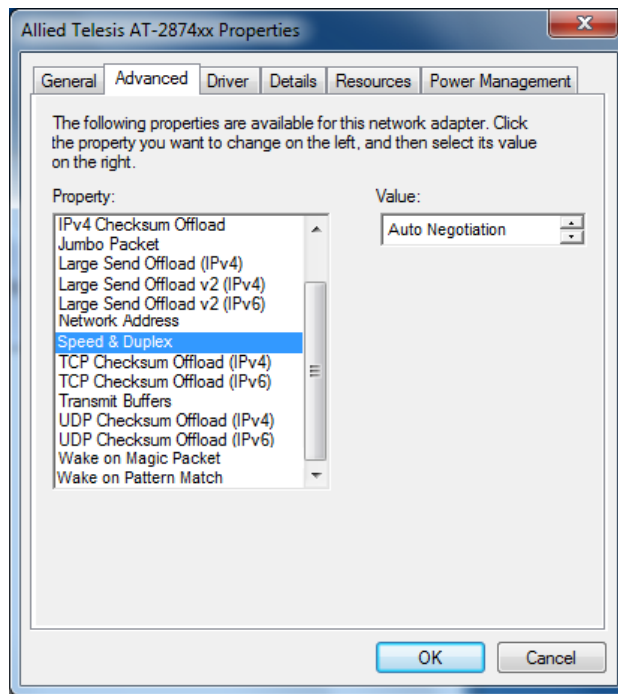 Allied Telesis AT-2874xx Properties
General Advanced Driver Details Resources Power Management
The following properties are available for this network adapter. Click
the property you want to change on the left, and then select its value
on the right.
Property:
Value:
IPv4 Checksum Offload
Jumbo Packet
Large Send Offload (IPv4)
Large Send Offload v2 (IPv4)
Large Send Offload v2 (IPv6)
Network Address
Speed & Duplex
TCP Checksum Offload (IPv4)
TCP Checksum Offload (IPv6)
Transmit Buffers
UDP Checksum Offload (IPv4)
UDP Checksum Offload (IPv6)
Wake on Magic Packet
Wake on Pattern Match
Auto Negotiation
OK Cancel